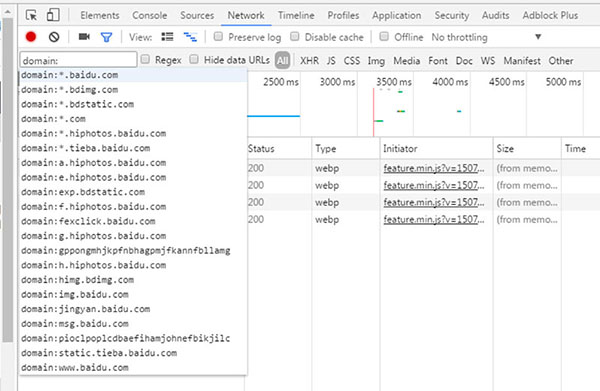 Elements Console Sources Network Timeline Profiles Application Security Audits Adblock Plus
View: Preserve log Disable cache Offline No throttling
domain: Regex Hide data URLs All XHR JS CSS Img Media Font Doc WS Manifest Other
2500 ms 3000 ms 3500 ms 4000 ms 4500 ms 5000 ms
domain:*.baidu.com
domain:*.bdimg.com
domain:*.bdstatic.com
domain:*.com
domain:*.hiphotos.baidu.com
domain:*.tieba.baidu.com
domain:a.hiphotos.baidu.com
domain:e.hiphotos.baidu.com
domain:exp.bdstatic.com
domain:f.hiphotos.baidu.com
domain:fexclick.baidu.com
domain:g.hiphotos.baidu.com
domain:gppongmhjkpfnbhagpmjfkannfbllamg
domain:h.hiphotos.baidu.com
domain:himg.bdimg.com
domain:img.baidu.com
domain:jingyan.baidu.com
domain:msg.baidu.com
domain:pioclpoplcdbaefihamjohnefbikjilc
domain:static.tieba.baidu.com
domain:www.baidu.com
Status Type Initiator Size Time
200 webp feature.min.js?v=1507... (from memo...
200 webp feature.min.js?v=1507... (from memo...
200 webp feature.min.js?v=1507... (from memo...
200 webp feature.min.js?v=1507... (from memo...